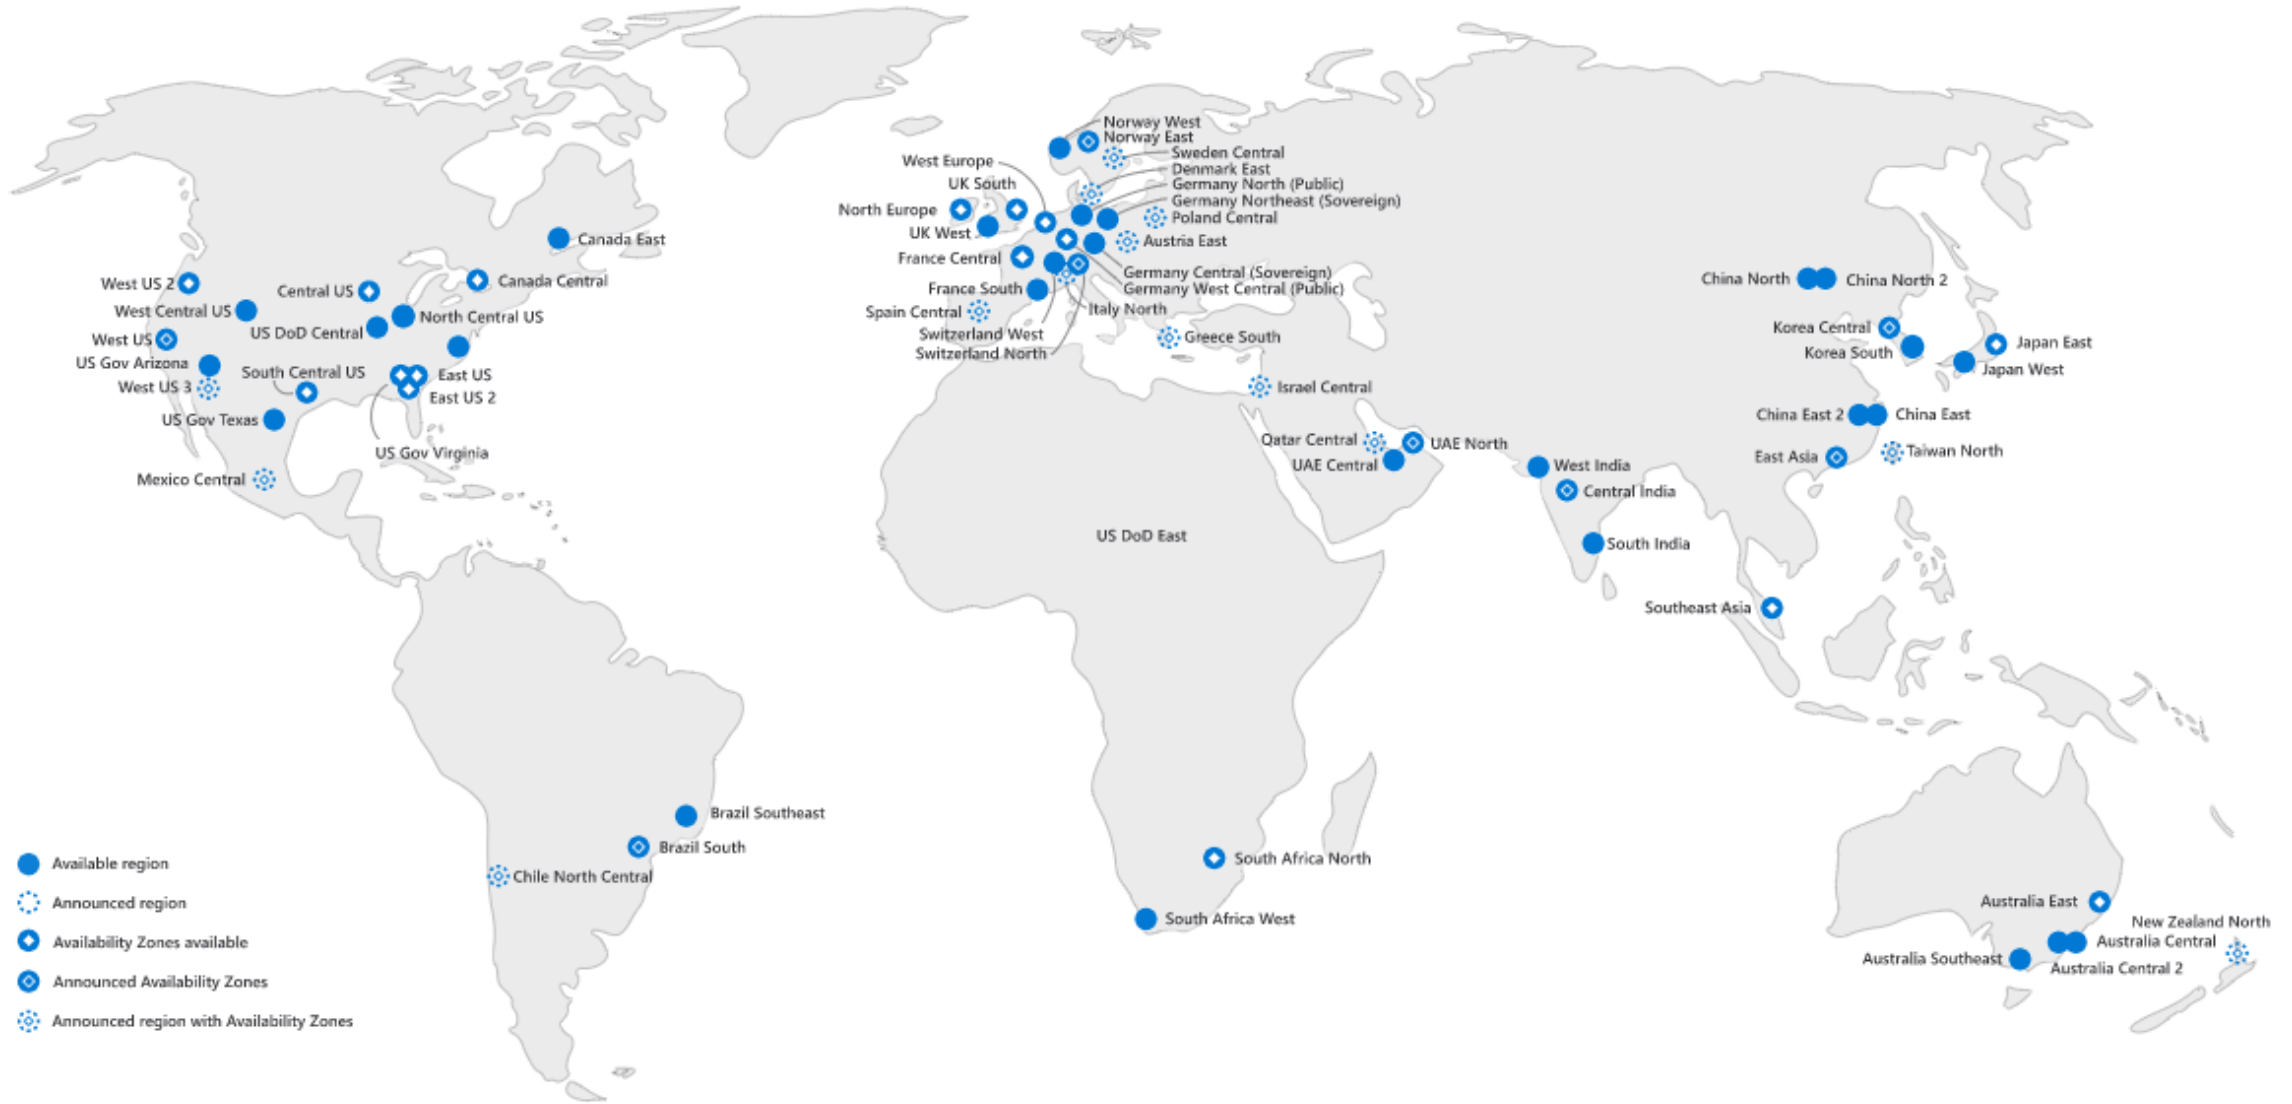 Norway West
Norway East
Sweden Central
West Europe
Denmark East
UK South
Germany North (Public)
Germany Northeast (Sovereign)
North Europe
Poland Central
UK West
Austria East
France Central
Germany Central (Sovereign)
Germany West Central (Public)
France South
Italy North
Spain Central
Switzerland West
Greece South
Switzerland North
Israel Central
Canada East
West US 2
Central US
Canada Central
West Central US
US DoD Central
North Central US
West US
US Gov Arizona
South Central US
East US
West US 3
East US 2
US Gov Texas
US Gov Virginia
Mexico Central
Qatar Central
UAE North
UAE Central
US DoD East
West India
Central India
South India
China North
China North 2
Korea Central
Japan East
Korea South
Japan West
China East 2
China East
Taiwan North
East Asia
Southeast Asia
Brazil Southeast
Brazil South
Chile North Central
South Africa North
South Africa West
Australia East
New Zealand North
Australia Central
Australia Southeast
Australia Central 2
Available region
Announced region
Availability Zones available
Announced Availability Zones
Announced region with Availability Zones